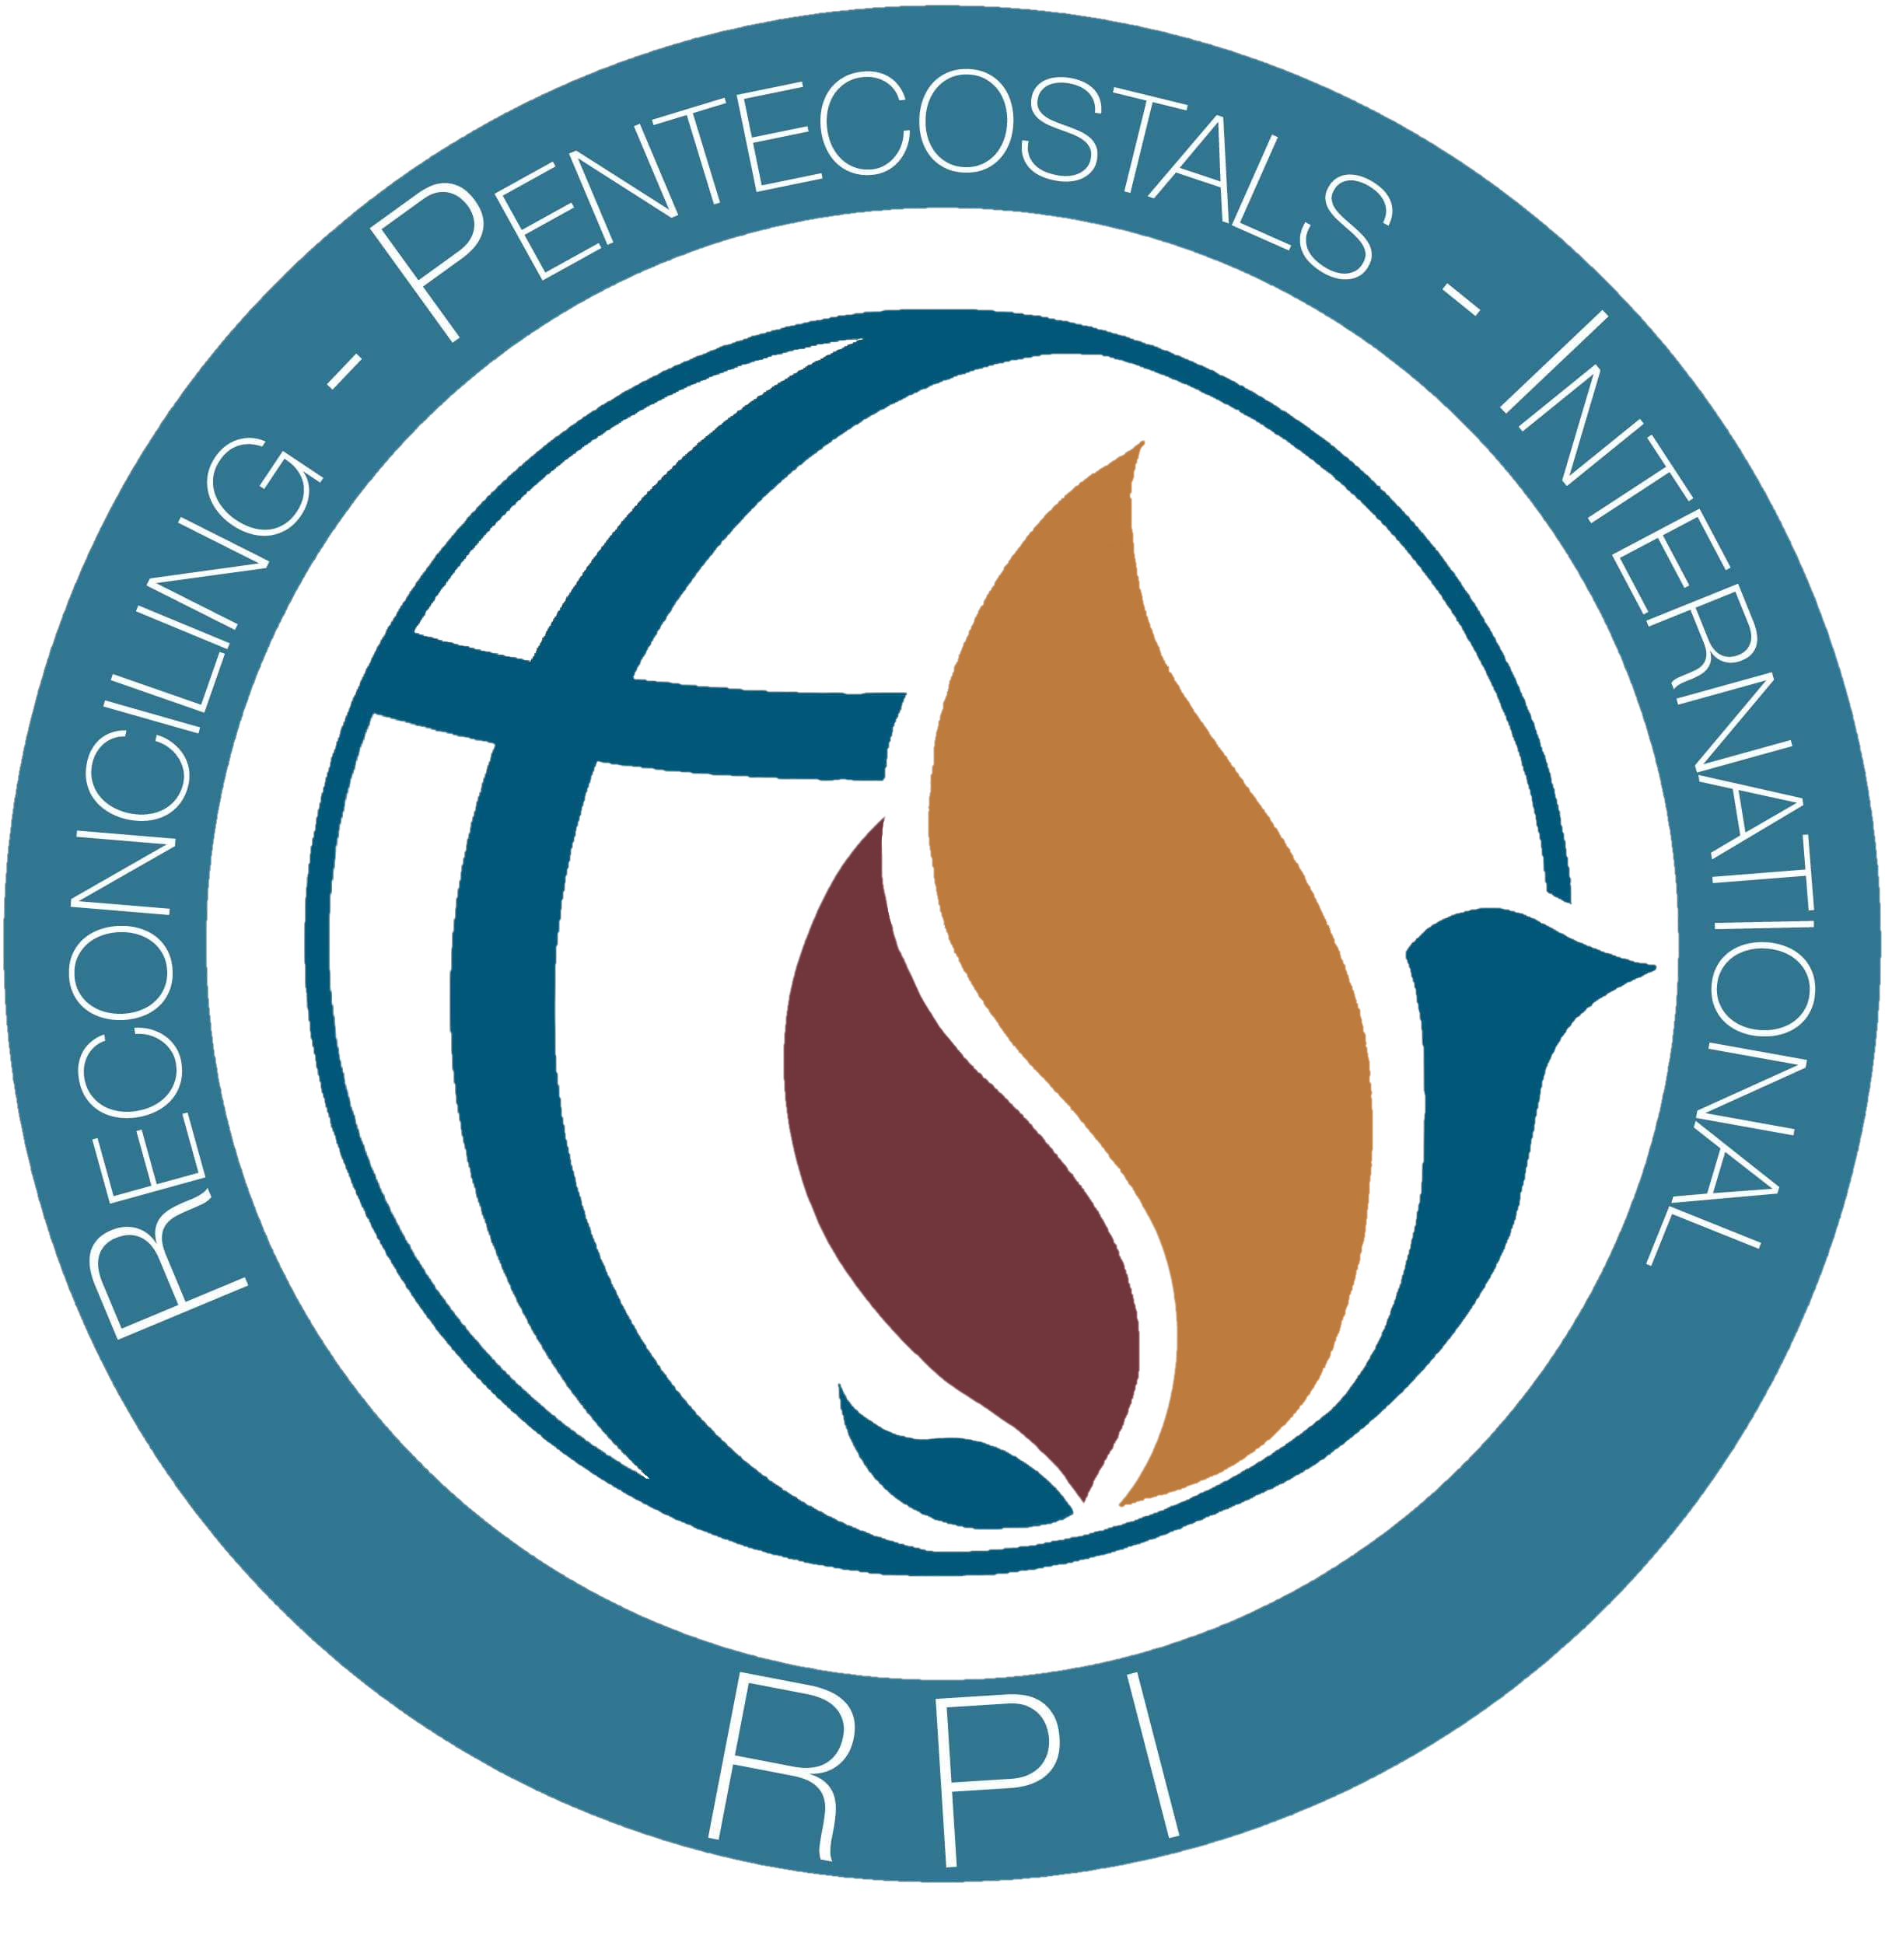 RECONCILING - PENTECOSTALS - INTERNATIONAL
RPI